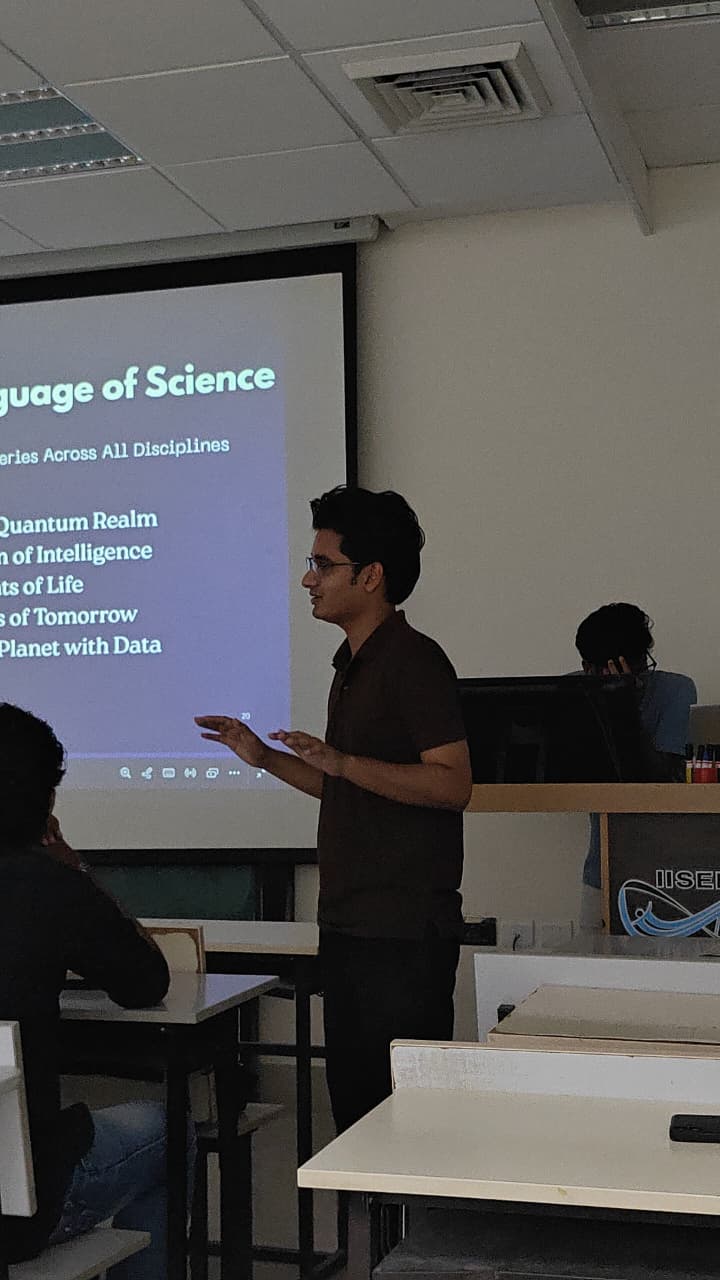 guage of Science
eries Across All Disciplines
Quantum Realm
n of Intelligence
ts of Life
s of Tomorrow
Planet with Data
20
IISE